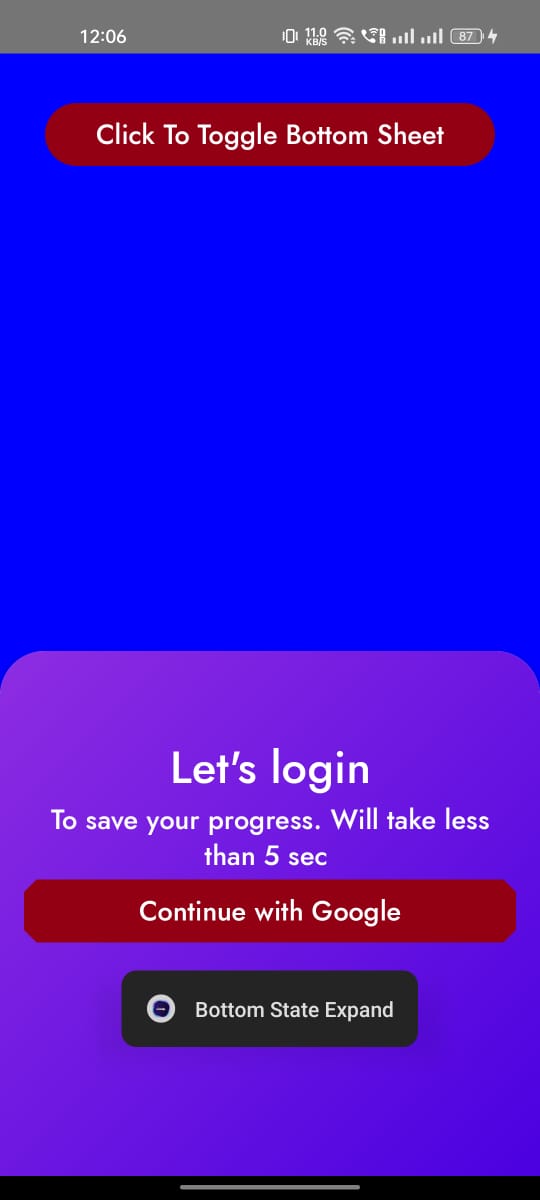 12:06
11.0
KB/S
87
Click To Toggle Bottom Sheet
Let's login
To save your progress. Will take less
than 5 sec
Continue with Google
Bottom State Expand